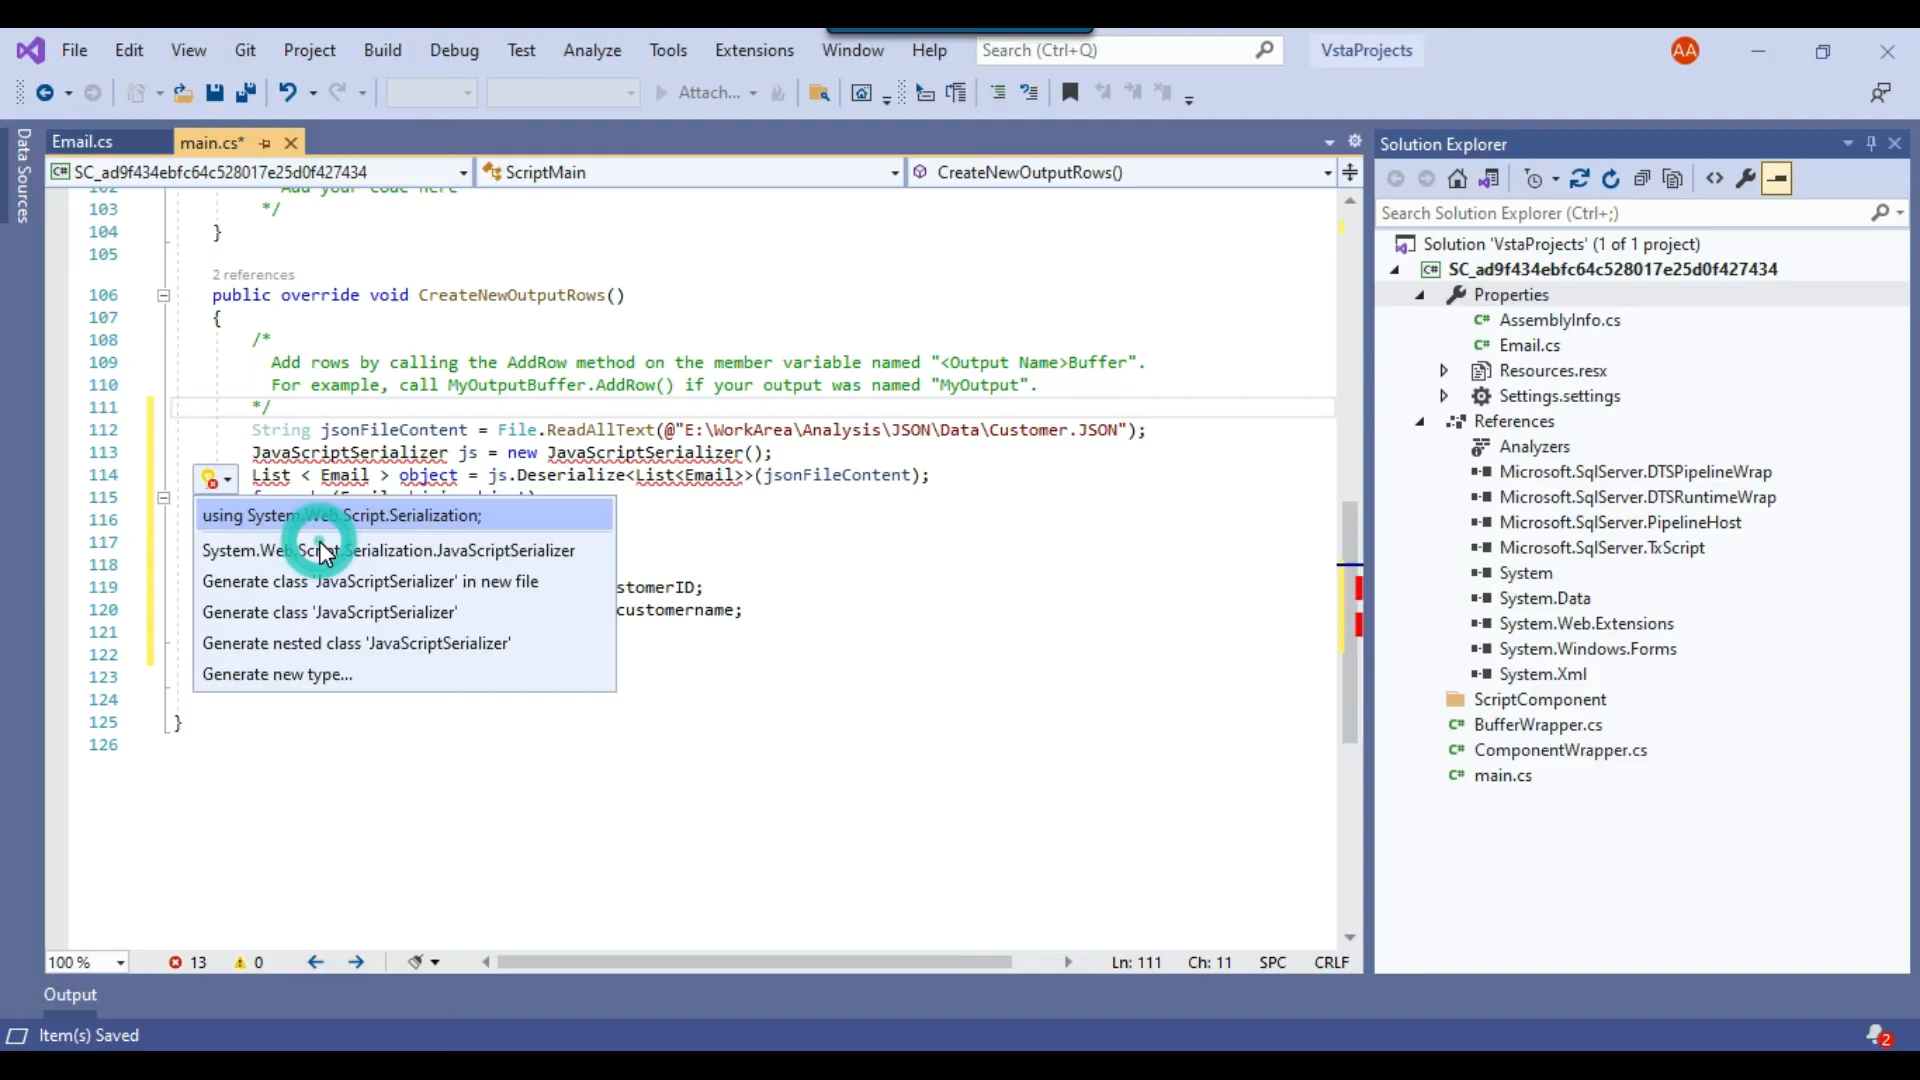 File Edit View Git Project Build Debug Test Analyze Tools Extensions Window Help Search (Ctrl+Q) VstaProjects AA
Attach...
Data Sources
Email.cs main.cs*
C# SC_ad9f434ebfc64c528017e25d0f427434 ScriptMain CreateNewOutputRows()
102 Add your code here
103 */
104 }
105
2 references
106 public override void CreateNewOutputRows()
107 {
108 /*
109 Add rows by calling the AddRow method on the member variable named "<Output Name>Buffer".
110 For example, call MyOutputBuffer.AddRow() if your output was named "MyOutput".
111 */
112 String jsonFileContent = File.ReadAllText(@"E:\WorkArea\Analysis\JSON\Data\Customer.JSON");
113 JavaScriptSerializer js = new JavaScriptSerializer();
114 List < Email > object = js.Deserialize<List<Email>>(jsonFileContent);
115
116
117
118
119 stomerID;
120 customername;
121
122
123
124
125 }
126
using System.Web.Script.Serialization;
System.Web.Script.Serialization.JavaScriptSerializer
Generate class 'JavaScriptSerializer' in new file
Generate class 'JavaScriptSerializer'
Generate nested class 'JavaScriptSerializer'
Generate new type...
100 % 13 0 Ln: 111 Ch: 11 SPC CRLF
Output
Item(s) Saved 2
Solution Explorer
Search Solution Explorer (Ctrl+;)
Solution 'VstaProjects' (1 of 1 project)
C# SC_ad9f434ebfc64c528017e25d0f427434
Properties
C# AssemblyInfo.cs
C# Email.cs
Resources.resx
Settings.settings
References
Analyzers
Microsoft.SqlServer.DTSPipelineWrap
Microsoft.SqlServer.DTSRuntimeWrap
Microsoft.SqlServer.PipelineHost
Microsoft.SqlServer.TxScript
System
System.Data
System.Web.Extensions
System.Windows.Forms
System.Xml
ScriptComponent
C# BufferWrapper.cs
C# ComponentWrapper.cs
C# main.cs